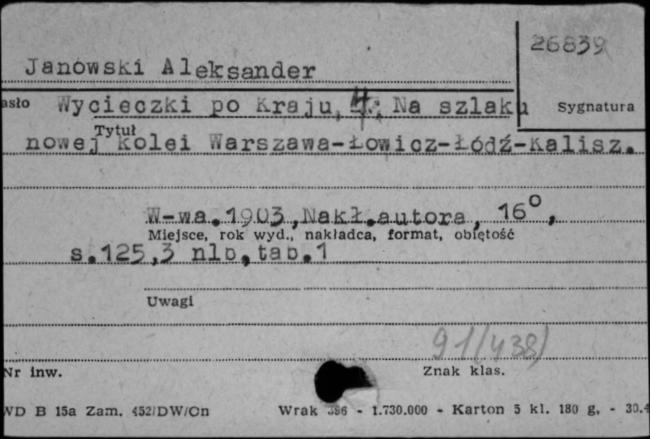 26839
Janowski Aleksander
asło Wycieczki po Kraju, 4.; Na szlaku
Sygnatura
Tytuł
nowej kolei Warszawa-Łowicz-Łódź-Kalisz.
W-wa.1903,Nakł.autora, 16°,
Miejsce, rok wyd., nakładca, format, objętość
s.125,3 nlb,tab.1
Uwagi
91(438)
Nr inw.
Znak klas.
WD B 15a Zam. 452/DW/On Wrak 396 - 1.730.000 - Karton 5 kl. 180 g. - 30.4